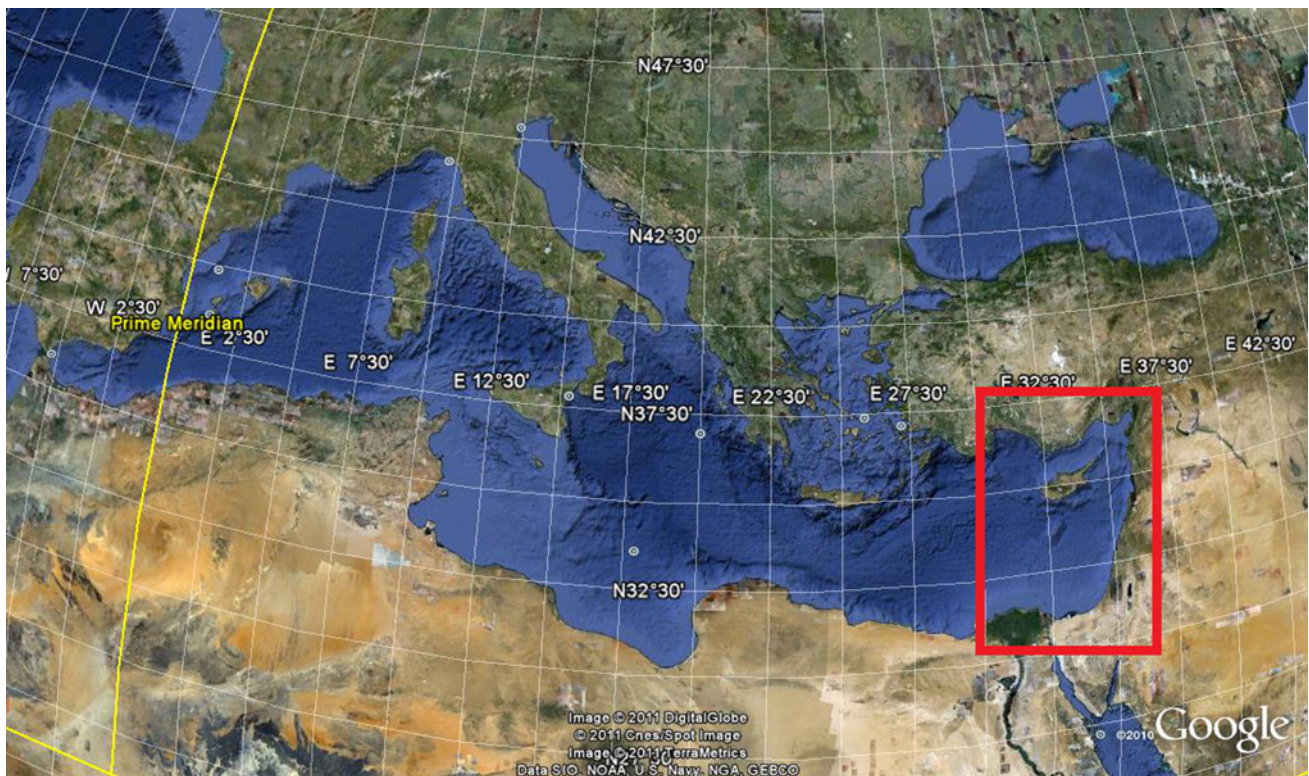 N47°30'
N42°30'
7°30'
W 2°30'
Prime Meridian
E 2°30'
E 7°30'
E 12°30'
E 17°30'
N37°30'
E 22°30'
E 27°30'
E 32°30'
E 37°30'
E 42°30'
N32°30'
Image © 2011 DigitalGlobe
© 2011 Cnes/Spot Image
Image © 2011 TerraMetrics
Data SIO, NOAA, U.S. Navy, NGA, GEBCO
©2010 Google